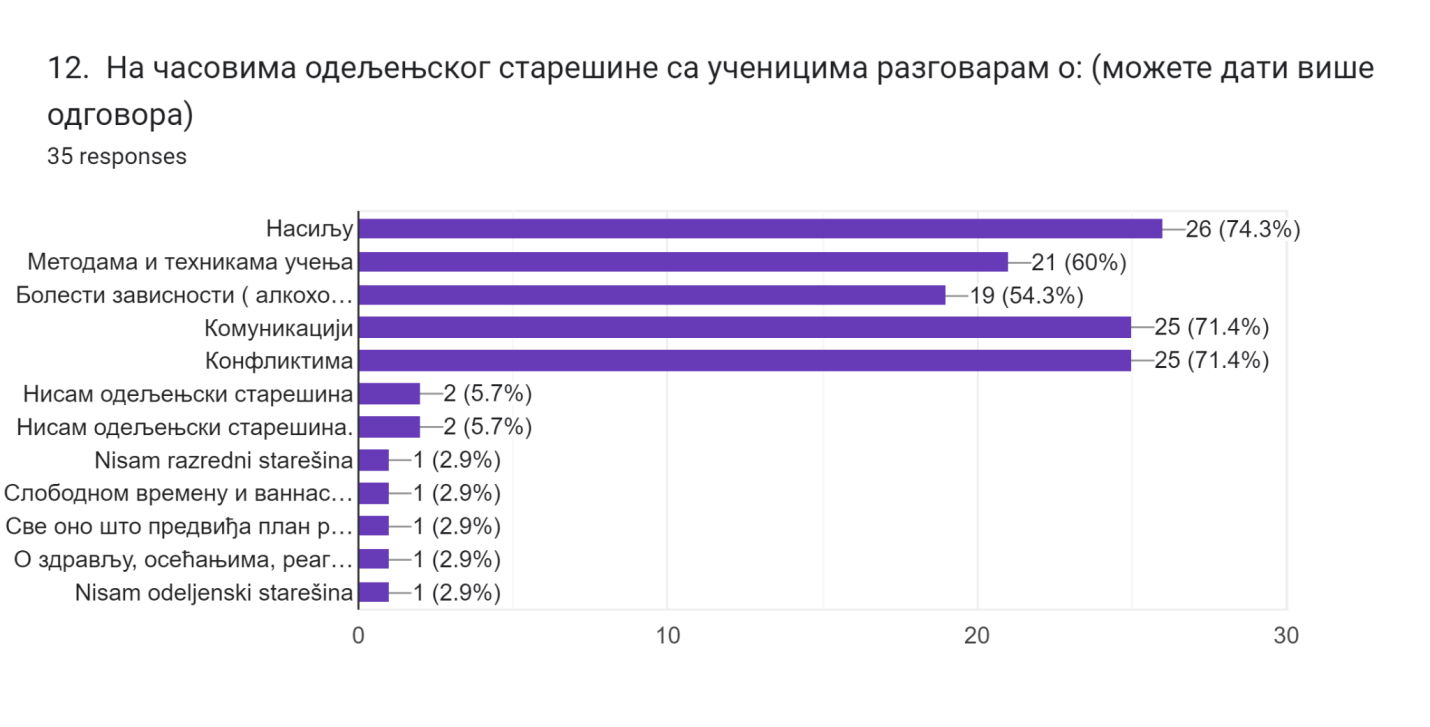 12. На часовима одељењског старешине са ученицима разговарам о: (можете дати више
одговора)
35 responses
Насиљу 26 (74.3%)
Методама и техникама учења 21 (60%)
Болести зависности ( алкохо… 19 (54.3%)
Комуникацији 25 (71.4%)
Конфликтима 25 (71.4%)
Нисам одељењски старешина 2 (5.7%)
Нисам одељењски старешина. 2 (5.7%)
Nisam razredni starešina 1 (2.9%)
Слободном времену и ваннас… 1 (2.9%)
Све оно што предвиђа план р… 1 (2.9%)
О здрављу, осећањима, реаг… 1 (2.9%)
Nisam odeljenski starešina 1 (2.9%)
0 10 20 30